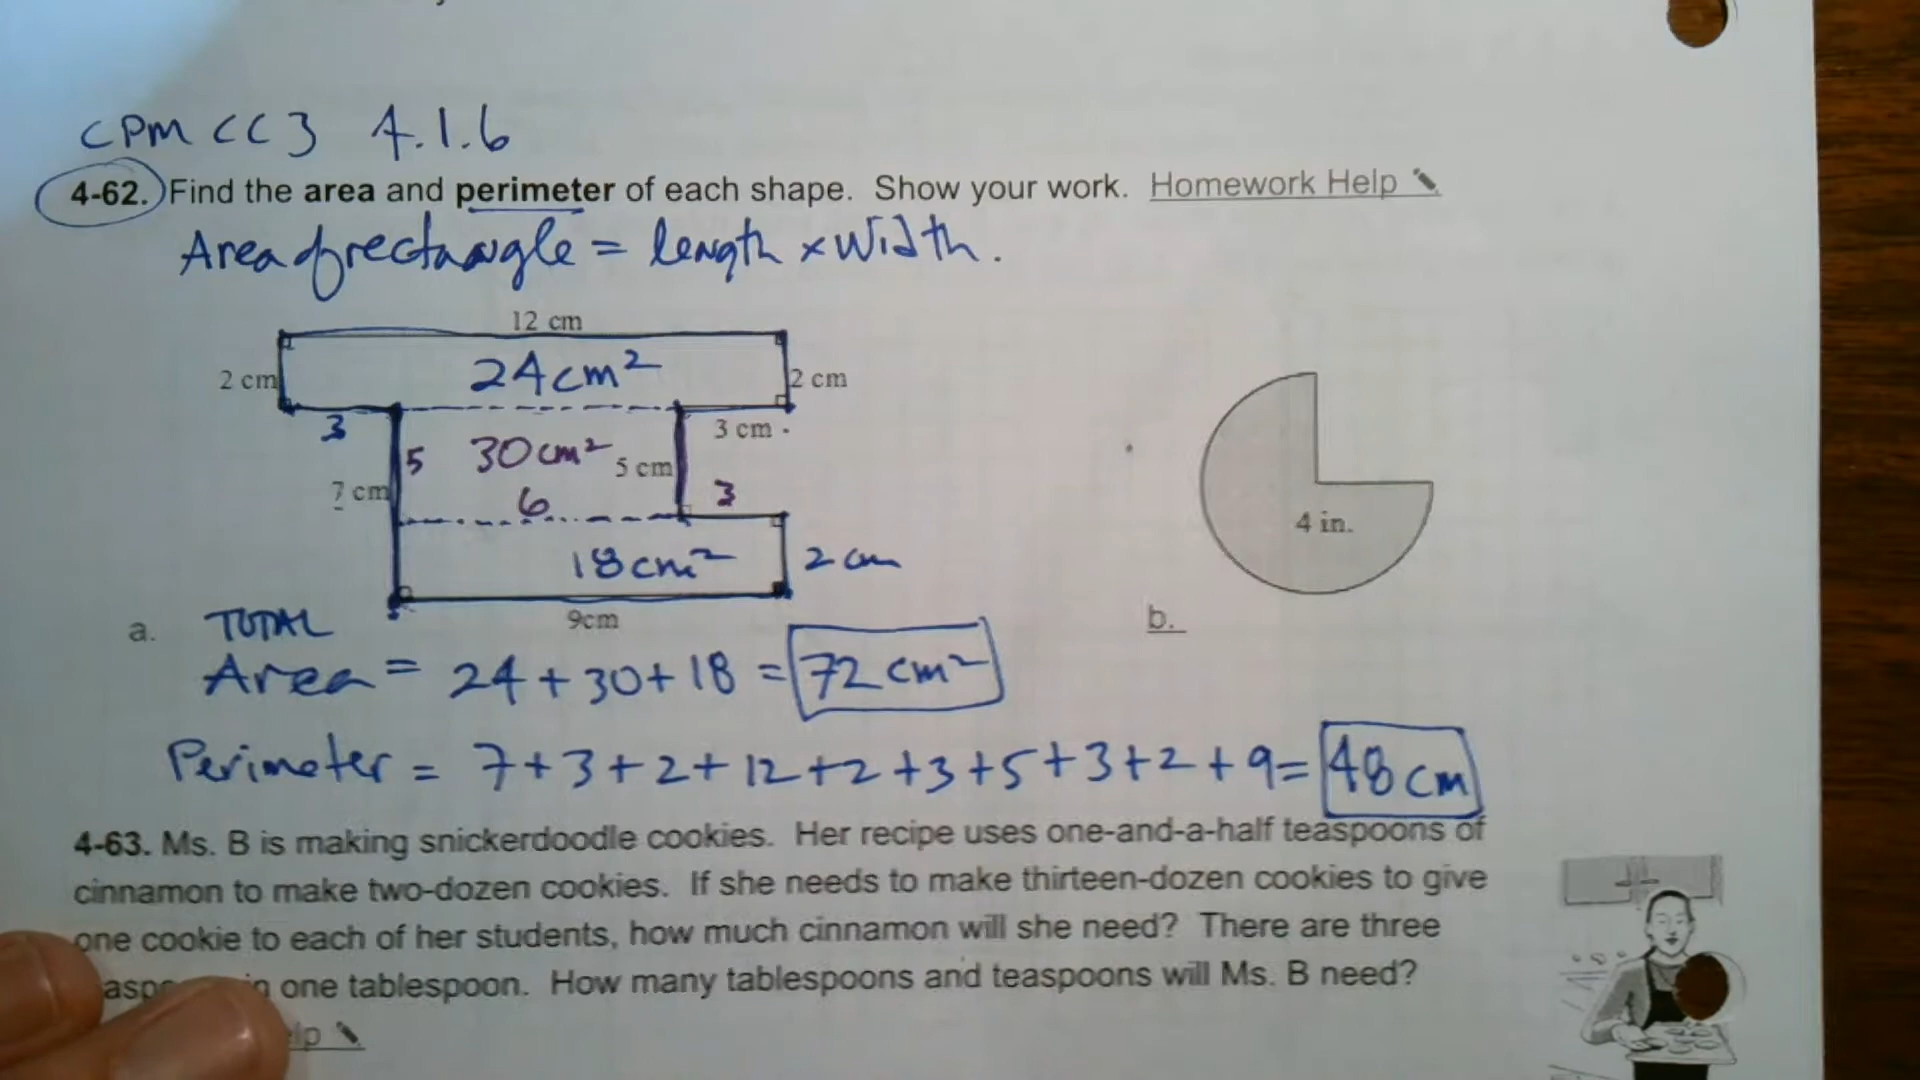 CPM CC3 4.1.6
4-62. Find the area and perimeter of each shape. Show your work. Homework Help ✎
Area of rectangle = length × width.
12 cm
2 cm
24 cm²
2 cm
3
3 cm
5
30 cm²
5 cm
7 cm
6
3
4 in.
18 cm²
2 cm
9cm
a.
b.
TOTAL
Area = 24 + 30 + 18 = 72 cm²
Perimeter = 7 + 3 + 2 + 12 + 2 + 3 + 5 + 3 + 2 + 9 = 48 cm
4-63. Ms. B is making snickerdoodle cookies. Her recipe uses one-and-a-half teaspoons of
cinnamon to make two-dozen cookies. If she needs to make thirteen-dozen cookies to give
one cookie to each of her students, how much cinnamon will she need? There are three
one tablespoon. How many tablespoons and teaspoons will Ms. B need?